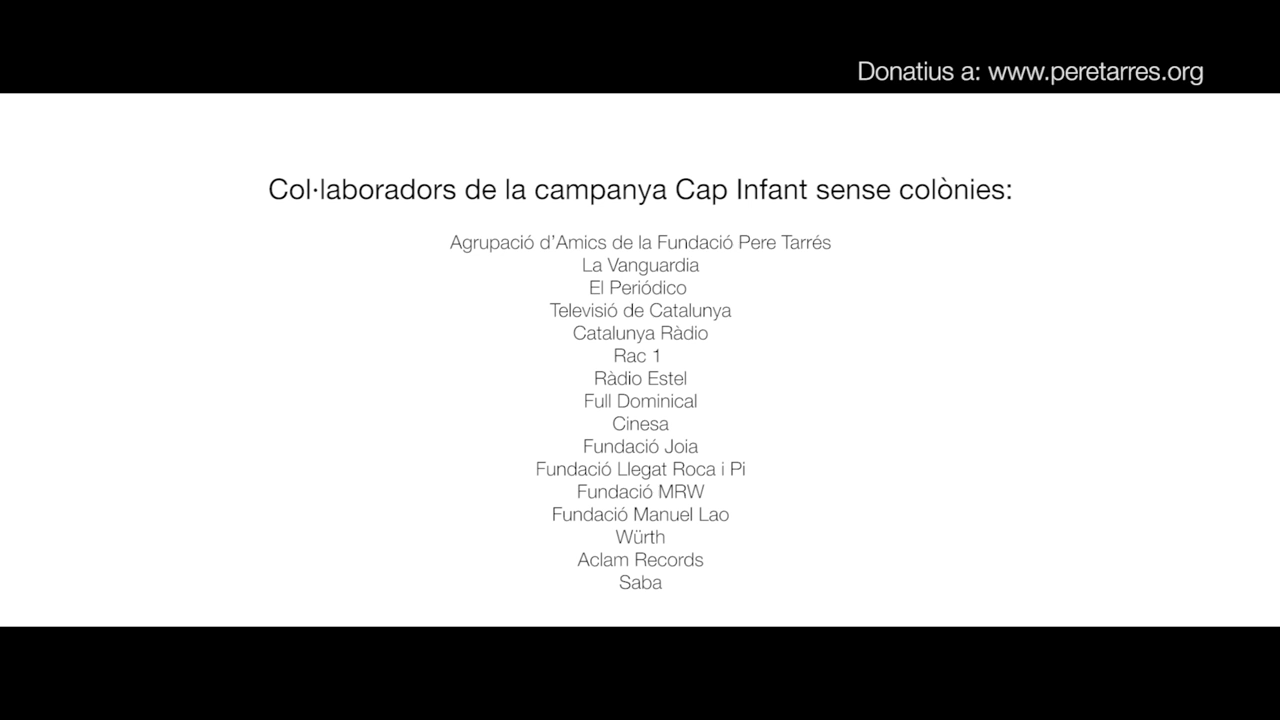 Donatius a: www.peretarres.org
Col·laboradors de la campanya Cap Infant sense colònies:
Agrupació d’Amics de la Fundació Pere Tarrés
La Vanguardia
El Periódico
Televisió de Catalunya
Catalunya Ràdio
Rac 1
Ràdio Estel
Full Dominical
Cinesa
Fundació Joia
Fundació Llegat Roca i Pi
Fundació MRW
Fundació Manuel Lao
Würth
Aclam Records
Saba